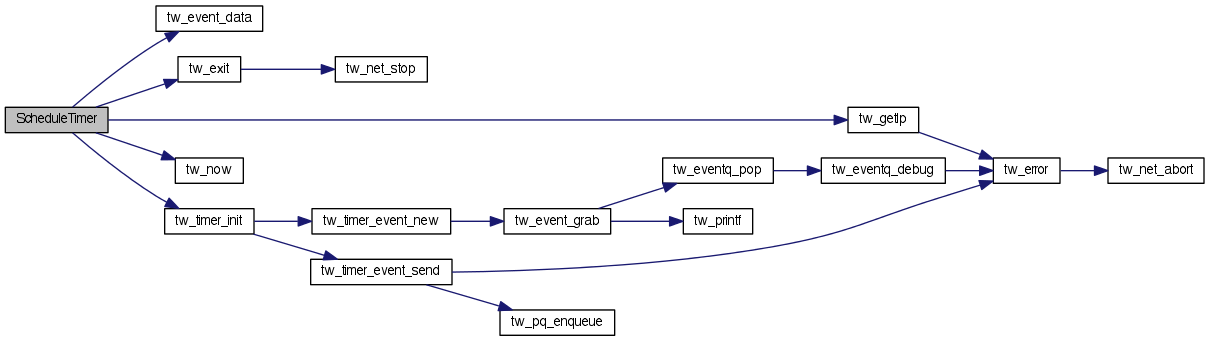 tw_event_data
tw_exit
tw_net_stop
ScheduleTimer
tw_getlp
tw_now
tw_eventq_pop
tw_eventq_debug
tw_error
tw_net_abort
tw_timer_init
tw_timer_event_new
tw_event_grab
tw_printf
tw_timer_event_send
tw_pq_enqueue